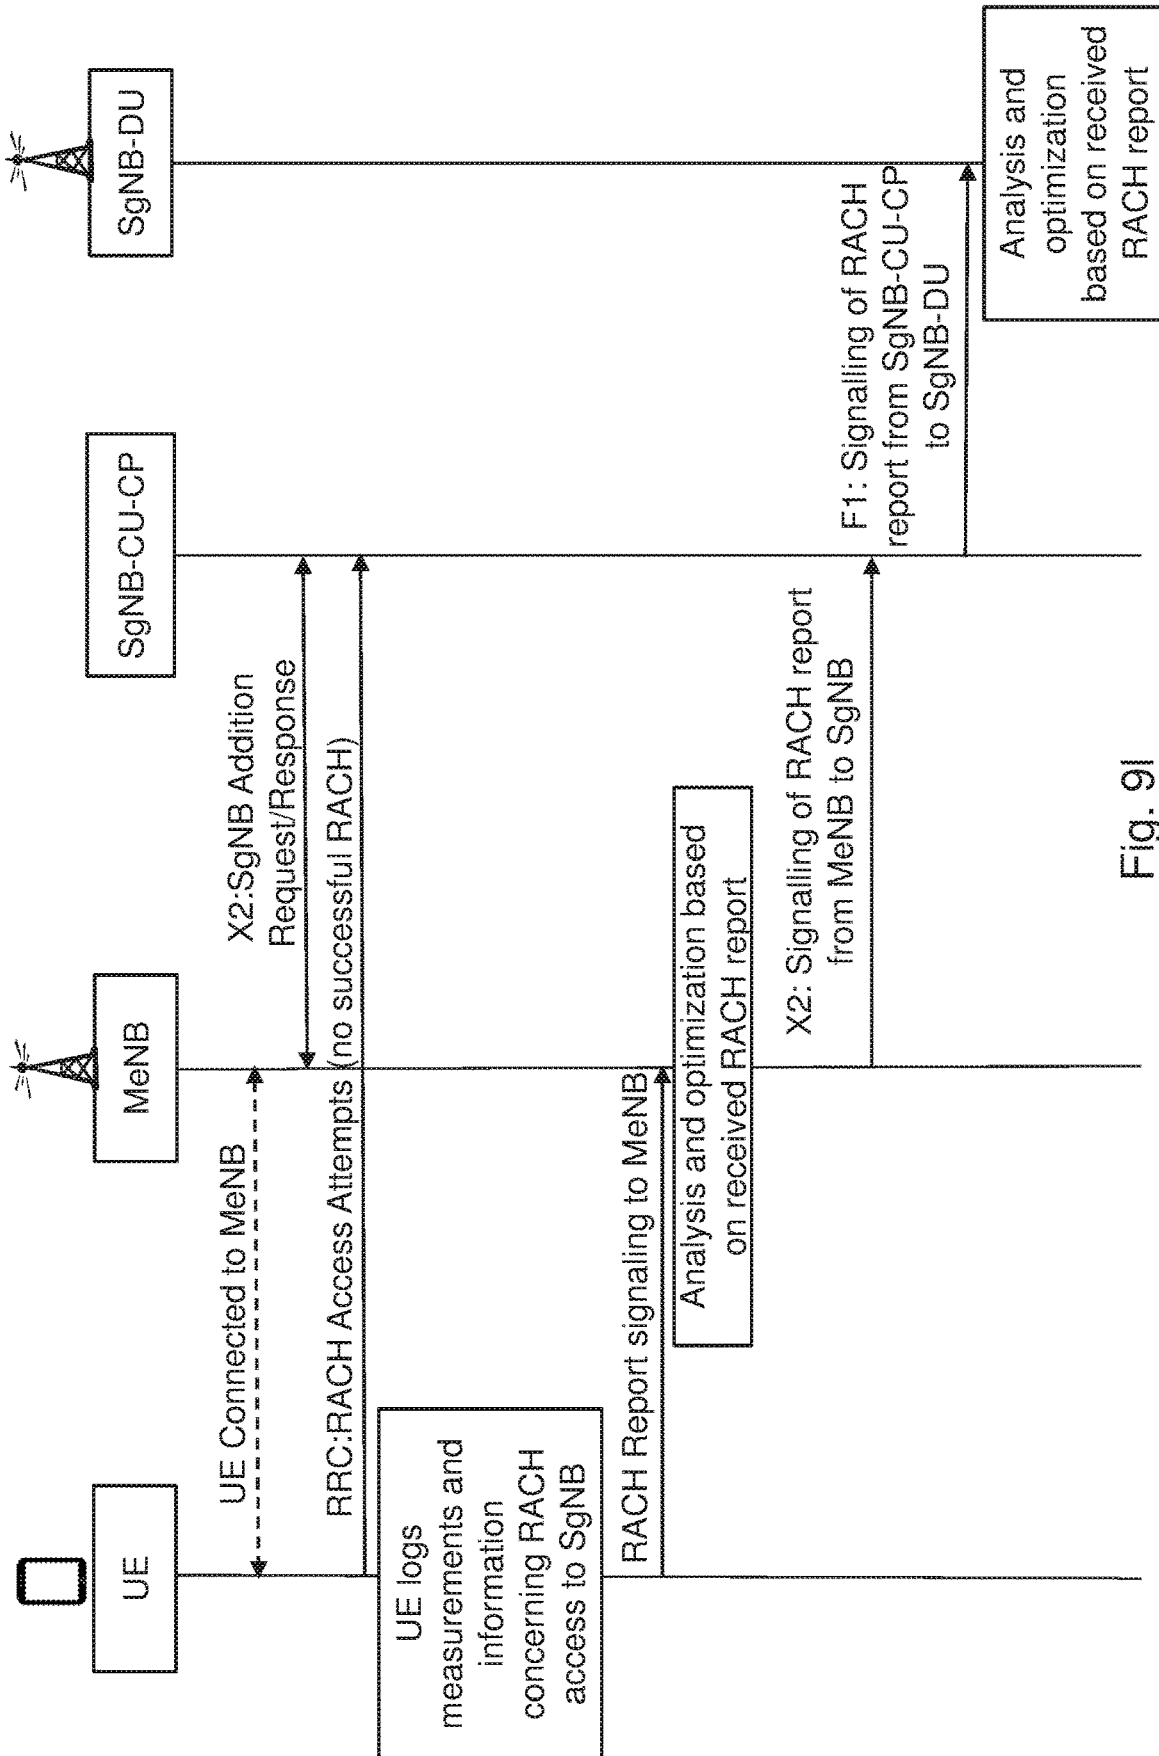 UE
MeNB
SgNB-CU-CP
SgNB-DU
UE Connected to MeNB
X2:SgNB Addition
Request/Response
RRC:RACH Access Attempts (no successful RACH)
UE logs
measurements and
information
concerning RACH
access to SgNB
RACH Report signaling to MeNB
Analysis and optimization based
on received RACH report
X2: Signalling of RACH report
from MeNB to SgNB
F1: Signalling of RACH
report from SgNB-CU-CP
to SgNB-DU
Analysis and
optimization
based on received
RACH report
Fig. 9I